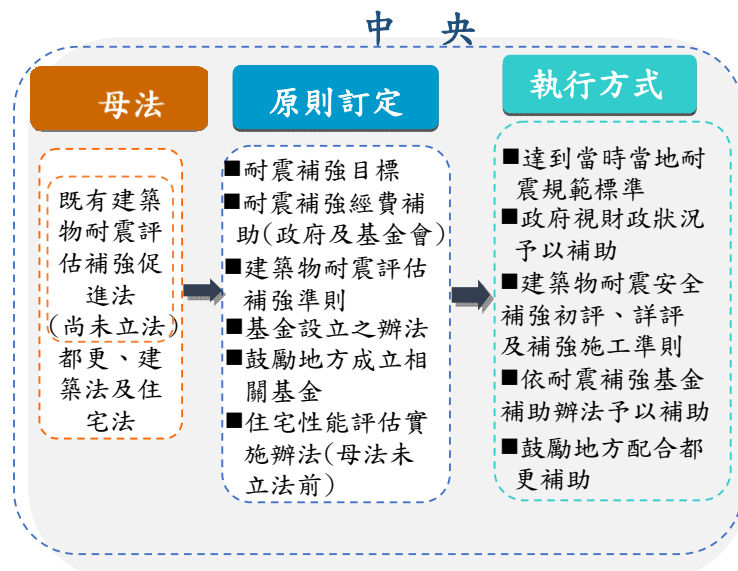 中 央
母法
既有建築
物耐震評
估補強促
進法
(尚未立法)
都更、建
築法及住
宅法
原則訂定
■耐震補強目標
■耐震補強經費補
助(政府及基金會)
■建築物耐震評估
補強準則
■基金設立之辦法
■鼓勵地方成立相
關基金
■住宅性能評估實
施辦法(母法未
立法前)
執行方式
■達到當時當地耐
震規範標準
■政府視財政狀況
予以補助
■建築物耐震安全
補強初評、詳評
及補強施工準則
■依耐震補強基金
補助辦法予以補助
■鼓勵地方配合都
更補助